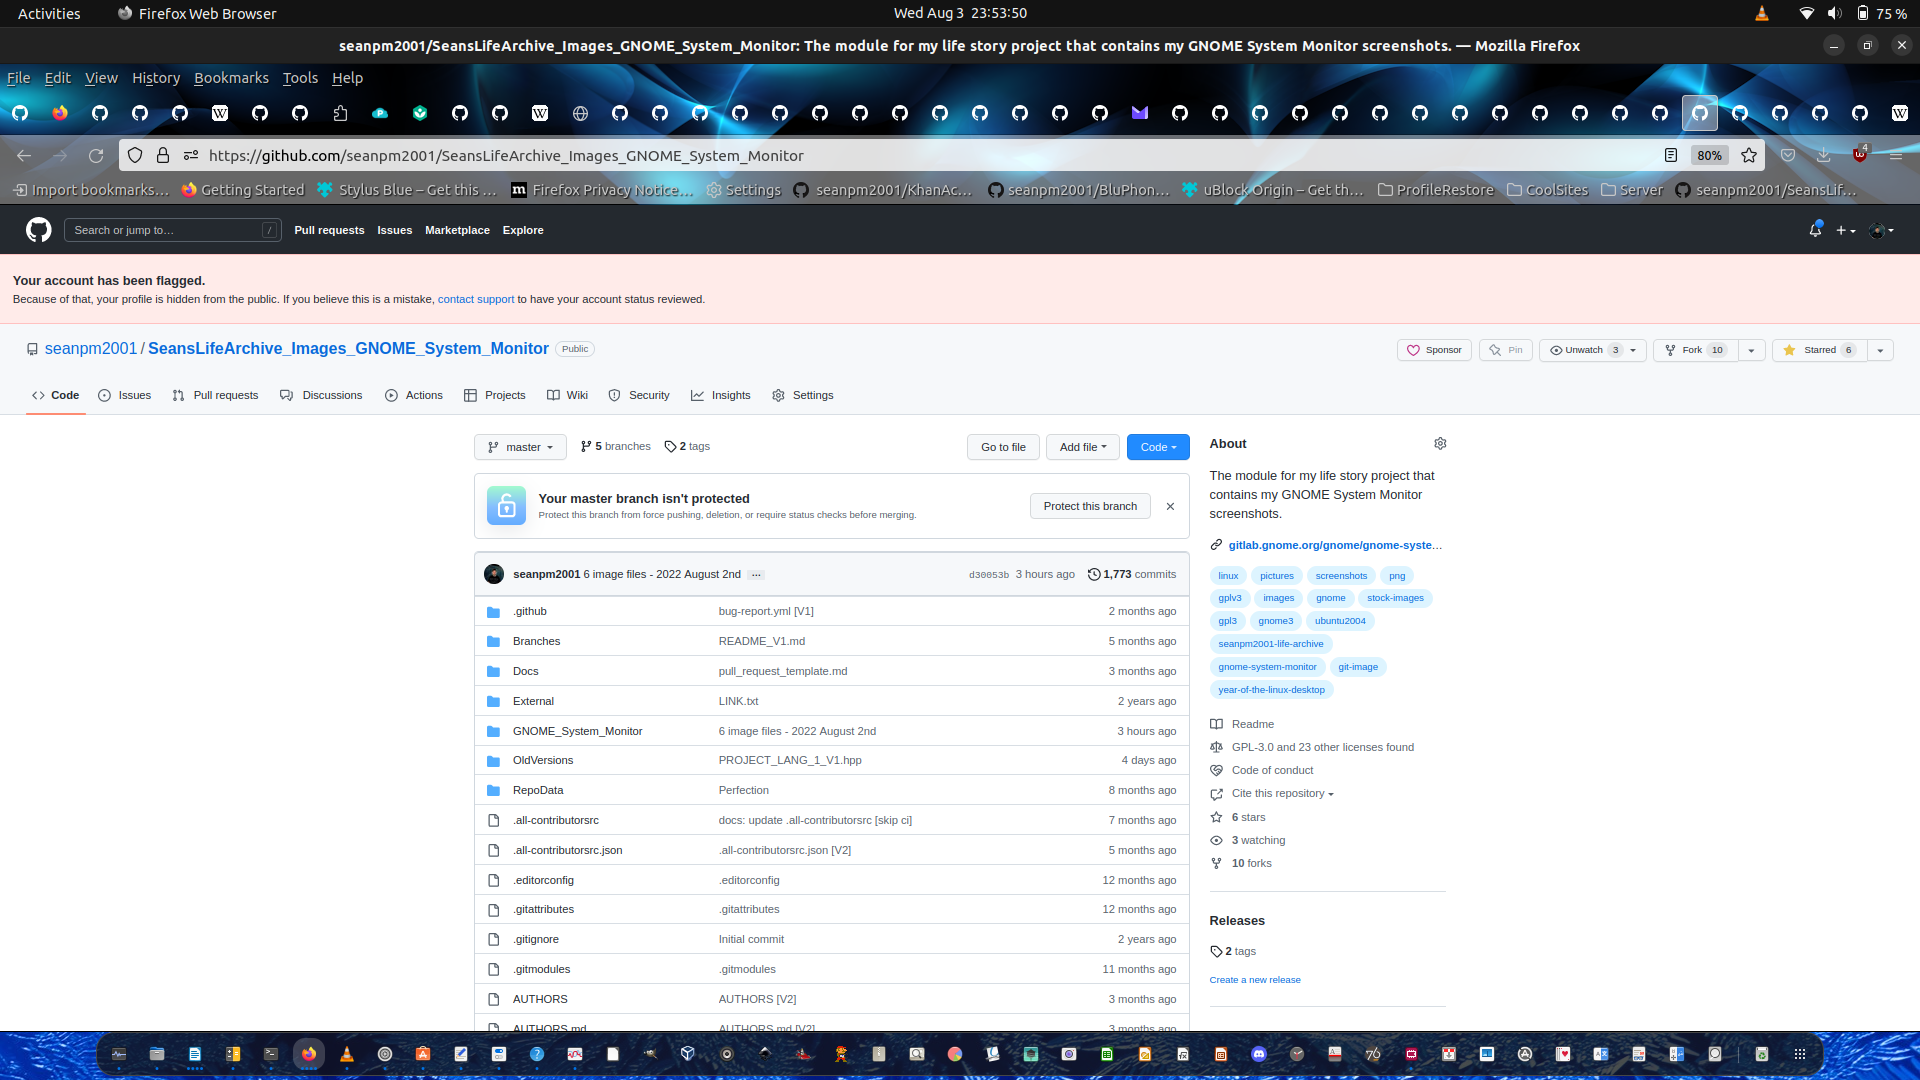 Activities
Firefox Web Browser
Wed Aug 3 23:53:50
75 %
seanpm2001/SeansLifeArchive_Images_GNOME_System_Monitor: The module for my life story project that contains my GNOME System Monitor screenshots. — Mozilla Firefox
File Edit View History Bookmarks Tools Help
https://github.com/seanpm2001/SeansLifeArchive_Images_GNOME_System_Monitor
80%
4
Import bookmarks… Getting Started Stylus Blue – Get this … Firefox Privacy Notice… Settings seanpm2001/KhanAc… seanpm2001/BluPhon… uBlock Origin – Get th… ProfileRestore CoolSites Server seanpm2001/SeansLif…
Search or jump to… /
Pull requests Issues Marketplace Explore
Your account has been flagged.
Because of that, your profile is hidden from the public. If you believe this is a mistake, contact support to have your account status reviewed.
seanpm2001 / SeansLifeArchive_Images_GNOME_System_Monitor Public
Sponsor Pin Unwatch 3 Fork 10 Starred 6
Code Issues Pull requests Discussions Actions Projects Wiki Security Insights Settings
master 5 branches 2 tags Go to file Add file Code
Your master branch isn't protected
Protect this branch from force pushing, deletion, or require status checks before merging.
Protect this branch
seanpm2001 6 image files - 2022 August 2nd … d30053b 3 hours ago 1,773 commits
.github bug-report.yml [V1] 2 months ago
Branches README_V1.md 5 months ago
Docs pull_request_template.md 3 months ago
External LINK.txt 2 years ago
GNOME_System_Monitor 6 image files - 2022 August 2nd 3 hours ago
OldVersions PROJECT_LANG_1_V1.hpp 4 days ago
RepoData Perfection 8 months ago
.all-contributorsrc docs: update .all-contributorsrc [skip ci] 7 months ago
.all-contributorsrc.json .all-contributorsrc.json [V2] 5 months ago
.editorconfig .editorconfig 12 months ago
.gitattributes .gitattributes 12 months ago
.gitignore Initial commit 2 years ago
.gitmodules .gitmodules 11 months ago
AUTHORS AUTHORS [V2] 3 months ago
AUTHORS.md AUTHORS.md [V2] 3 months ago
About
The module for my life story project that
contains my GNOME System Monitor
screenshots.
gitlab.gnome.org/gnome/gnome-syste…
linux pictures screenshots png
gplv3 images gnome stock-images
gpl3 gnome3 ubuntu2004
seanpm2001-life-archive
gnome-system-monitor git-image
year-of-the-linux-desktop
Readme
GPL-3.0 and 23 other licenses found
Code of conduct
Cite this repository
6 stars
3 watching
10 forks
Releases
2 tags
Create a new release